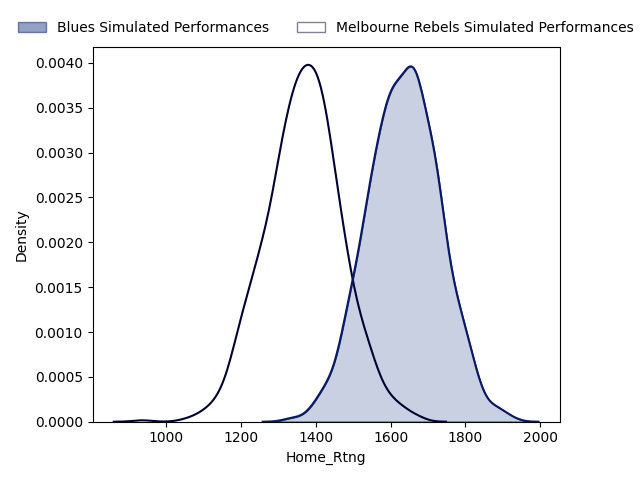 Blues Simulated Performances Melbourne Rebels Simulated Performances
0.0040
0.0035
0.0030
0.0025
0.0020
0.0015
0.0010
0.0005
0.0000
Density
1000 1200 1400 1600 1800 2000
Home_Rtng